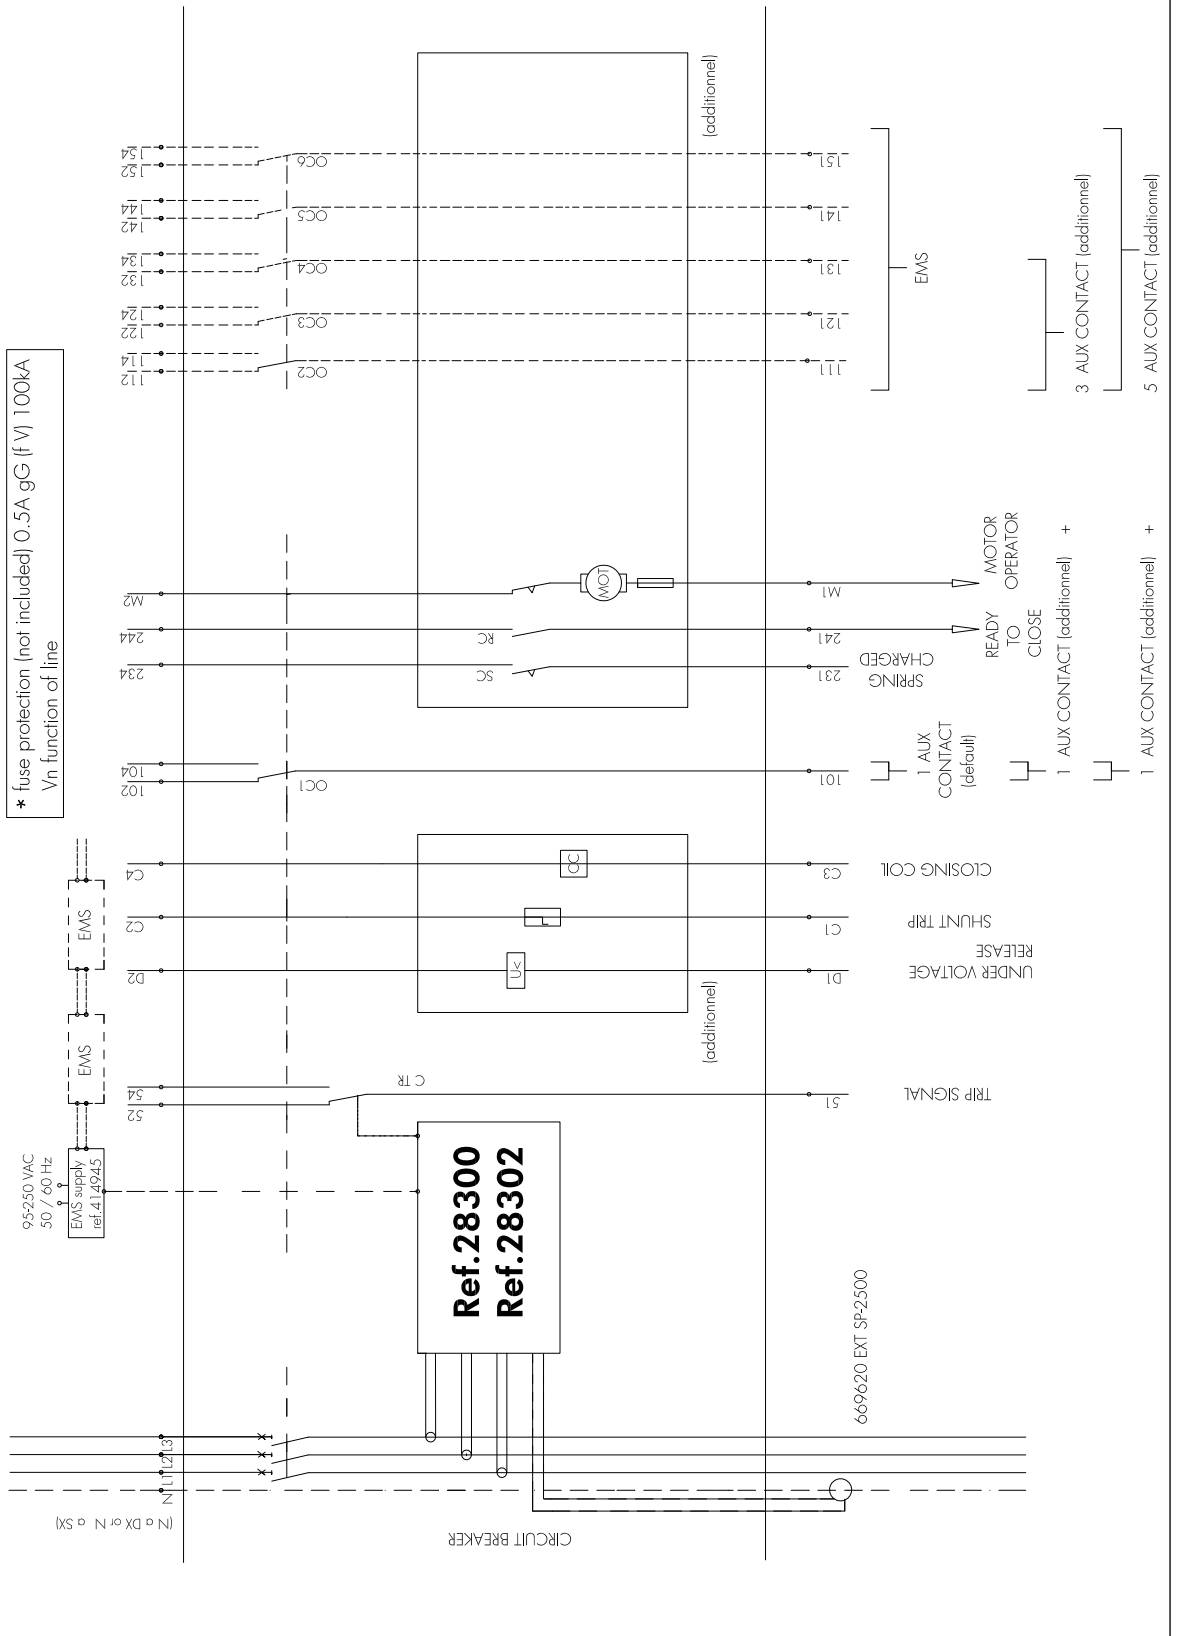 * fuse protection (not included) 0.5A gG (f V) 100kA
Vn function of line
95-250 VAC
50 / 60 Hz
EMS supply
ref.414945
EMS
EMS
(N a DX or N a SX)
N
L1
L2
L3
52
54
D2
C2
C4
102
104
234
244
M2
112
114
122
124
132
134
142
144
152
154
C TR
OC1
OC2
OC3
OC4
OC5
OC6
Ref.28300
Ref.28302
U<
CC
SC
RC
MOT
(additionnel)
(additionnel)
CIRCUIT BREAKER
669620 EXT SP-2500
51
D1
C1
C3
101
231
241
M1
111
121
131
141
151
TRIP SIGNAL
UNDER VOLTAGE
RELEASE
SHUNT TRIP
CLOSING COIL
1 AUX
CONTACT
(default)
SPRING
CHARGED
READY
TO
CLOSE
MOTOR
OPERATOR
EMS
1 AUX CONTACT (additionnel) +
3 AUX CONTACT (additionnel)
1 AUX CONTACT (additionnel) +
5 AUX CONTACT (additionnel)